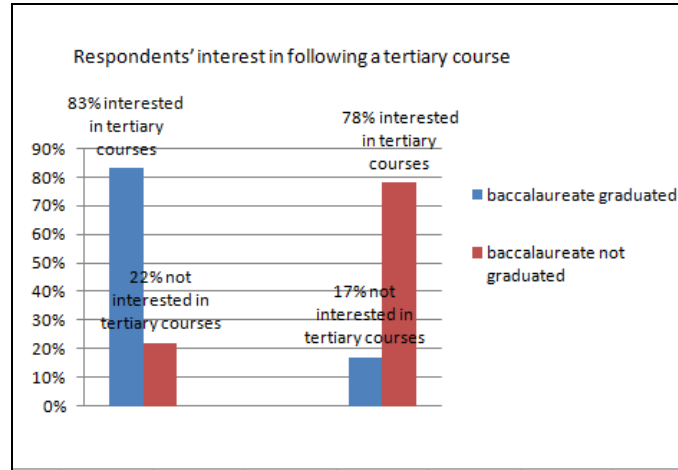 Respondents' interest in following a tertiary course
83% interested
in tertiary
courses
78% interested
in tertiary
courses
90%
80%
70%
60%
50%
40%
30%
20%
10%
0%
22% not
interested in
tertiary courses
17% not
interested in
tertiary courses
baccalaureate graduated
baccalaureate not
graduated